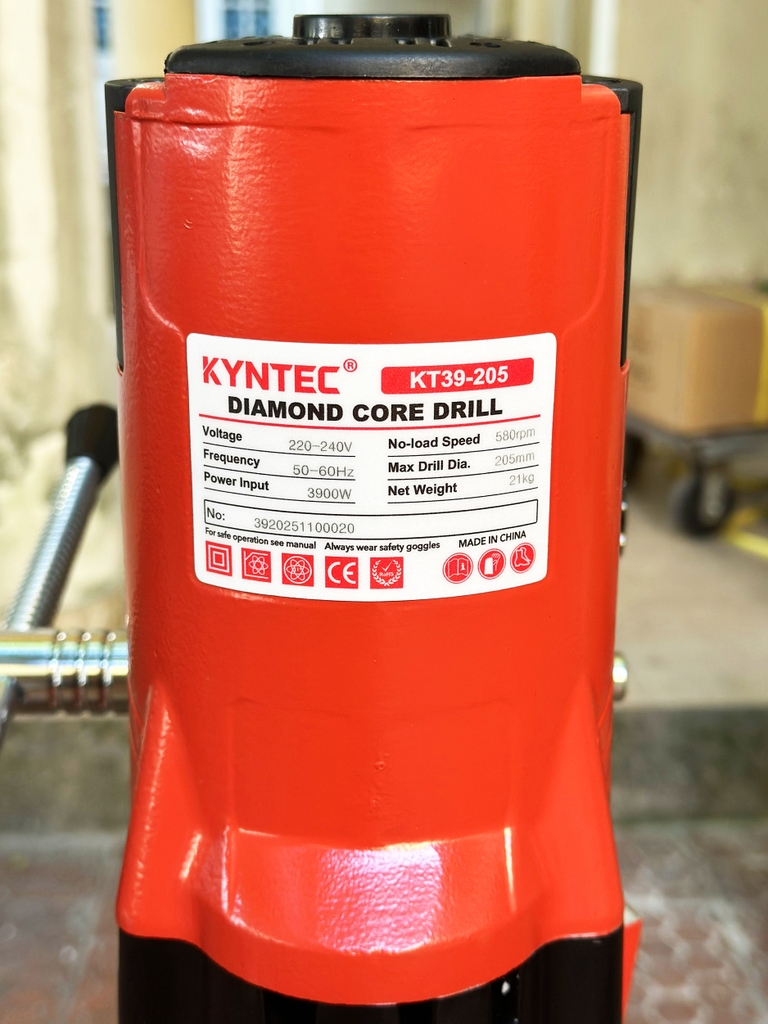 KYNTEC® KT39-205
DIAMOND CORE DRILL
Voltage 220-240V
Frequency 50-60Hz
Power Input 3900W
No-load Speed 580rpm
Max Drill Dia. 205mm
Net Weight 21kg
No: 3920251100020
For safe operation see manual Always wear safety goggles MADE IN CHINA
CE
RoHS